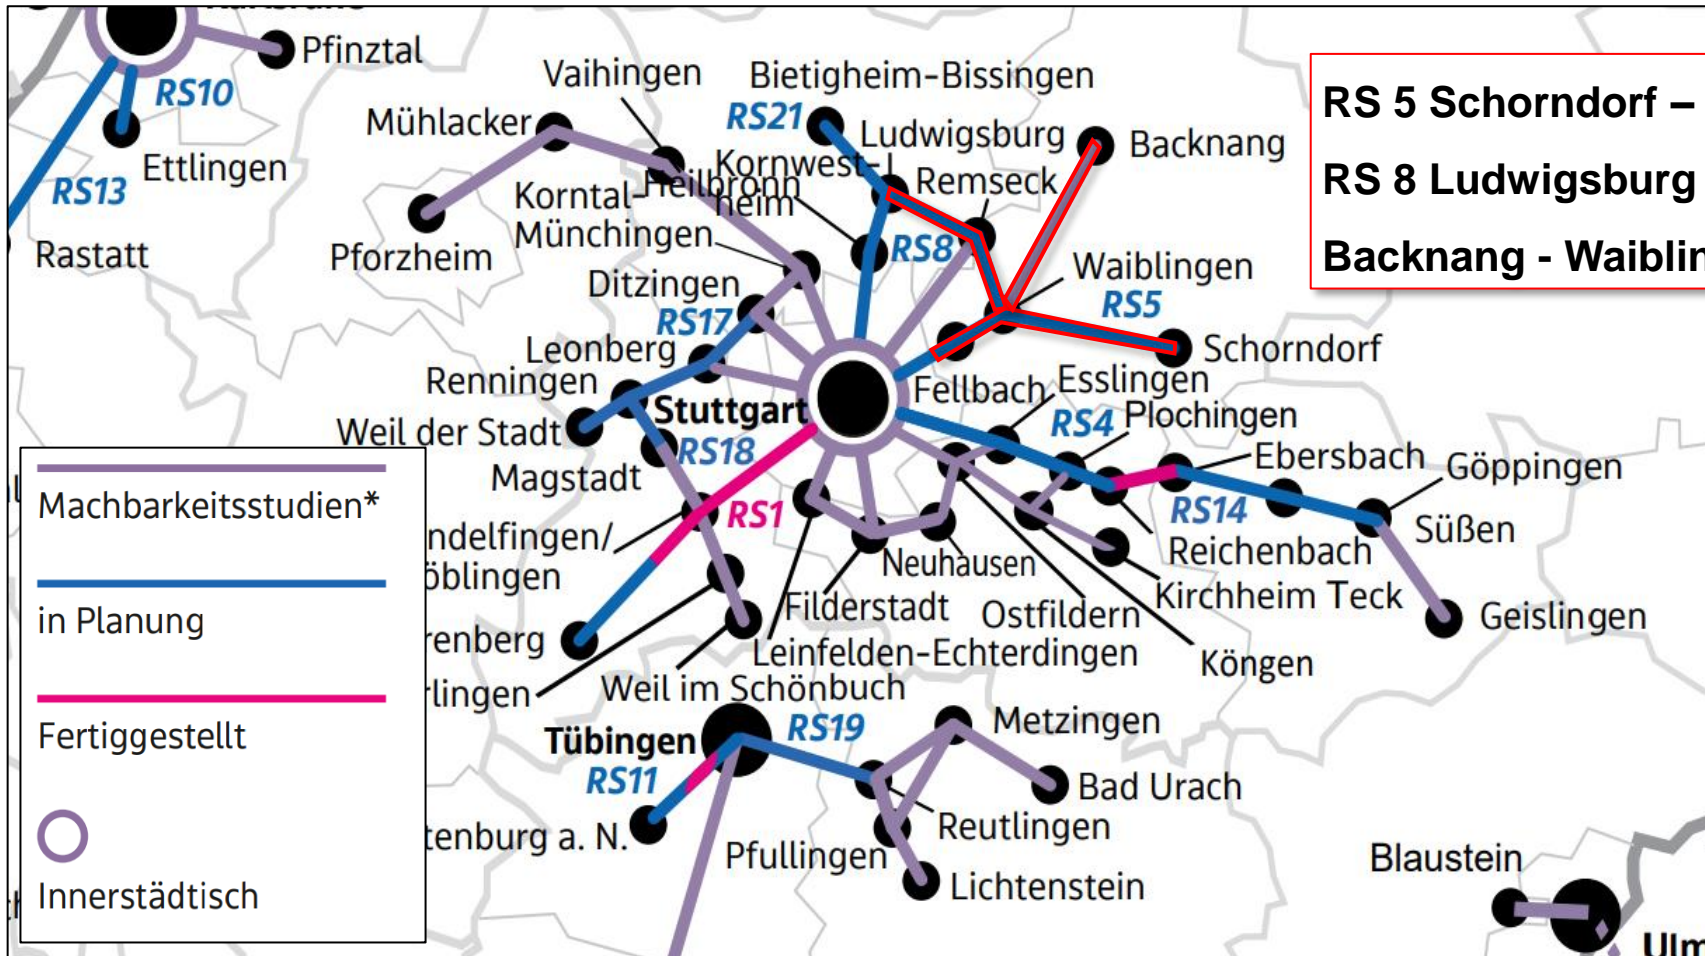 Pfinztal
RS10
Ettlingen
RS13
Rastatt
Vaihingen
Mühlacker
Pforzheim
Bietigheim-Bissingen
RS21
Ludwigsburg
Backnang
Kornwest-
heim
Heilbronn
Remseck
Korntal-
Münchingen
RS8
Ditzingen
RS17
Waiblingen
RS5
Leonberg
Schorndorf
Renningen
Fellbach
Esslingen
Stuttgart
RS4
Plochingen
Weil der Stadt
RS18
Ebersbach
Göppingen
Magstadt
RS1
RS14
Süßen
ndelfingen/
öblingen
Reichenbach
Neuhausen
Kirchheim Teck
Filderstadt
Ostfildern
Geislingen
renberg
Leinfelden-Echterdingen
Köngen
rlingen
Weil im Schönbuch
Metzingen
Tübingen
RS19
RS11
Bad Urach
tenburg a. N.
Reutlingen
Pfullingen
Lichtenstein
Blaustein
Ulm
RS 5 Schorndorf –
RS 8 Ludwigsburg
Backnang - Waiblin
Machbarkeitsstudien*
in Planung
Fertiggestellt
Innerstädtisch